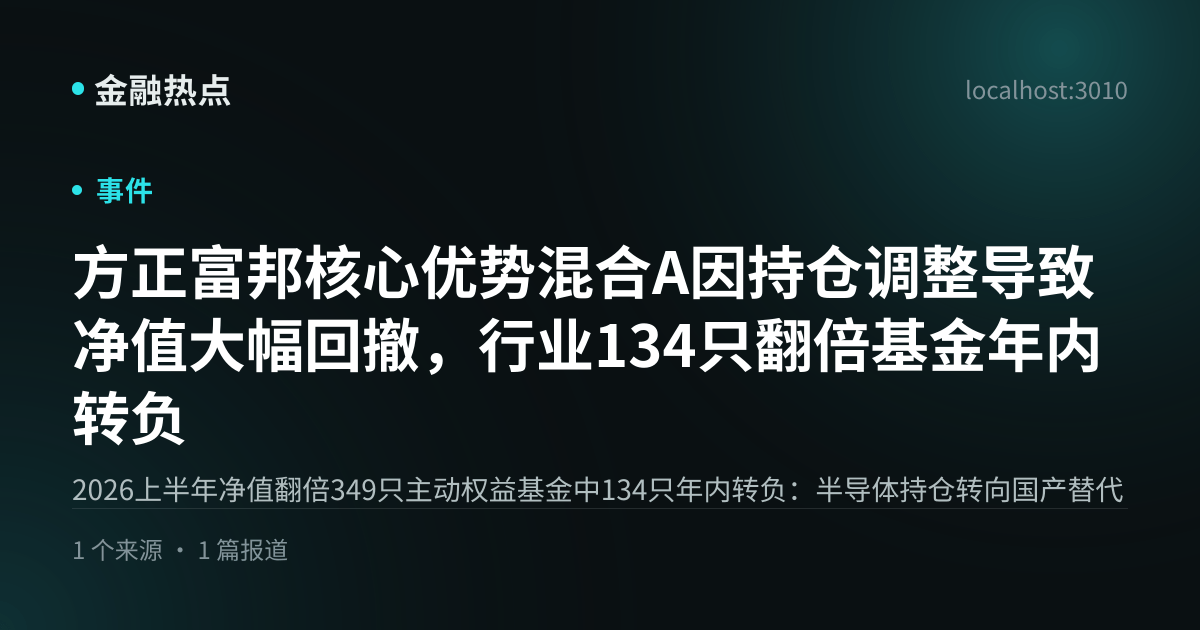 金融热点
localhost:3010
事件
方正富邦核心优势混合A因持仓调整导致
净值大幅回撤，行业134只翻倍基金年内
转负
2026上半年净值翻倍349只主动权益基金中134只年内转负：半导体持仓转向国产替代
1 个来源 · 1 篇报道